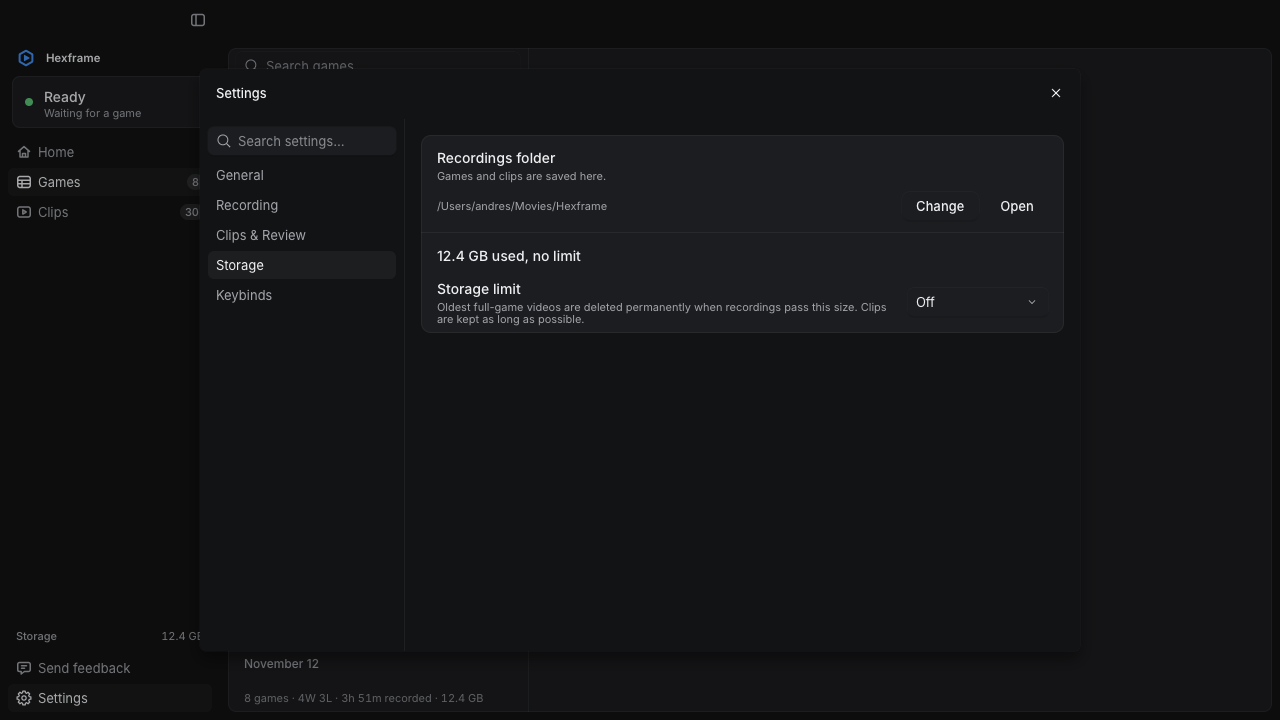 Hexframe
Search games
Ready
Waiting for a game
Home
Games 8
Clips 30
Storage 12.4 GB
Send feedback
Settings
Settings
Search settings...
General
Recording
Clips & Review
Storage
Keybinds
Recordings folder
Games and clips are saved here.
/Users/andres/Movies/Hexframe
Change
Open
12.4 GB used, no limit
Storage limit
Oldest full-game videos are deleted permanently when recordings pass this size. Clips
are kept as long as possible.
Off
November 12
8 games · 4W 3L · 3h 51m recorded · 12.4 GB